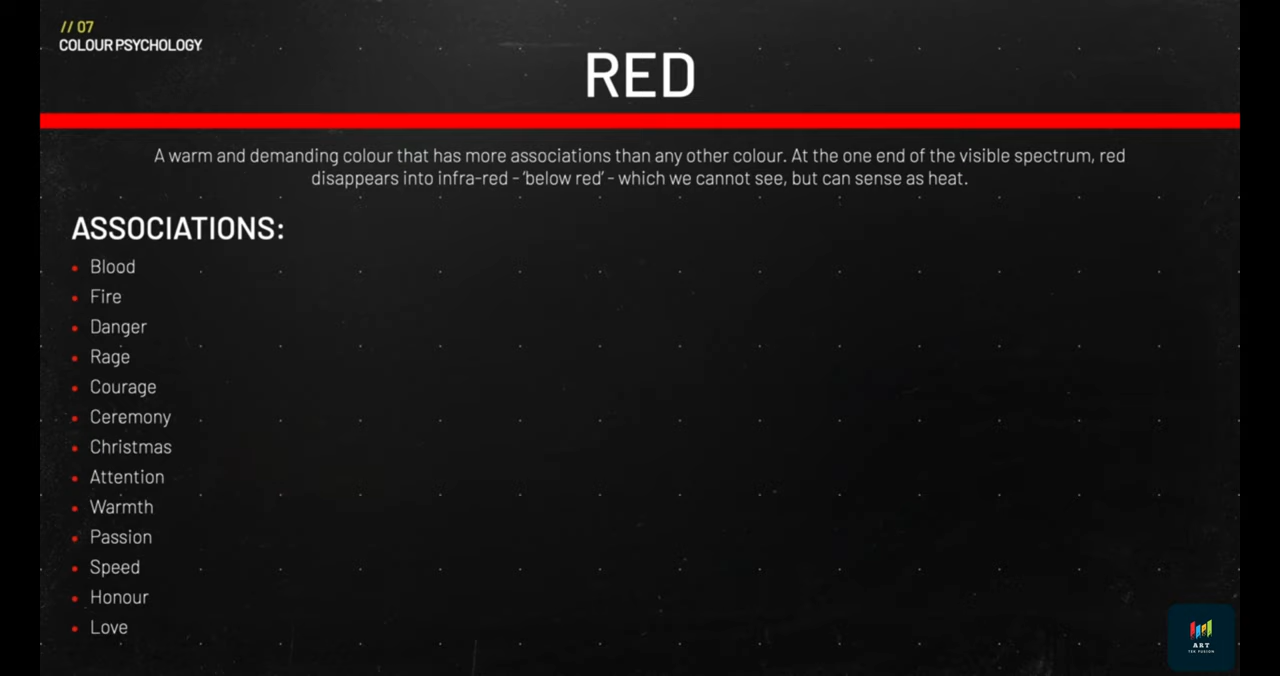 // 07
COLOUR PSYCHOLOGY
RED
A warm and demanding colour that has more associations than any other colour. At the one end of the visible spectrum, red
disappears into infra-red - ‘below red’ - which we cannot see, but can sense as heat.
ASSOCIATIONS:
• Blood
• Fire
• Danger
• Rage
• Courage
• Ceremony
• Christmas
• Attention
• Warmth
• Passion
• Speed
• Honour
• Love
ART
TEK FUSION